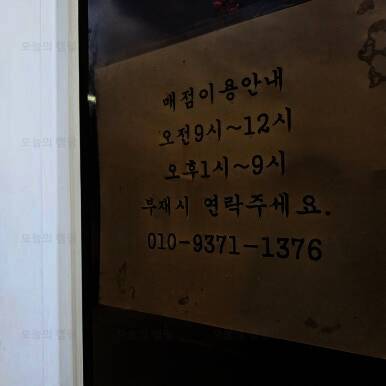 매점이용안내
오전9시~12시
오후1시~9시
부재시 연락주세요.
010-9371-1376